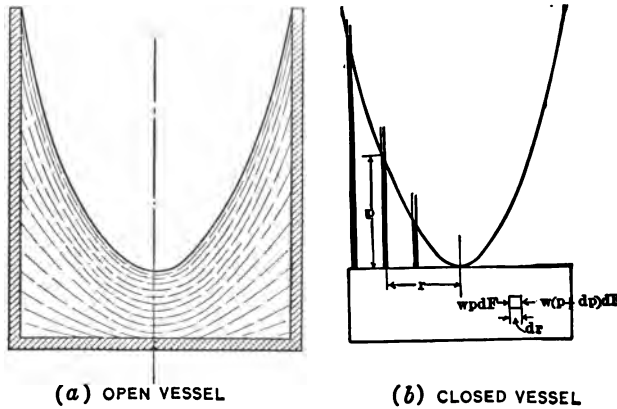 r
wpdF
w(p+dp)dF
dr
(a) OPEN VESSEL
(b) CLOSED VESSEL